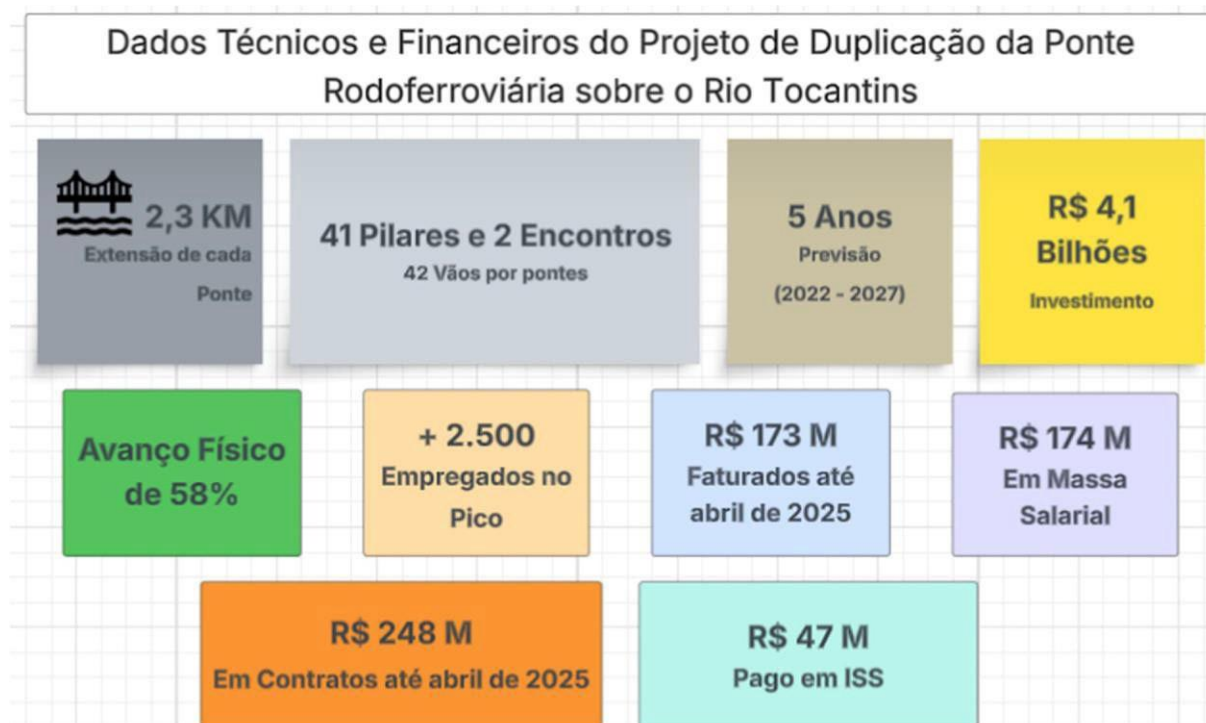 Dados Técnicos e Financeiros do Projeto de Duplicação da Ponte
Rodoferroviária sobre o Rio Tocantins
2,3 KM
Extensão de cada
Ponte
41 Pilares e 2 Encontros
42 Vãos por pontes
5 Anos
Previsão
(2022 - 2027)
R$ 4,1
Bilhões
Investimento
Avanço Físico
de 58%
+ 2.500
Empregados no
Pico
R$ 173 M
Faturados até
abril de 2025
R$ 174 M
Em Massa
Salarial
R$ 248 M
Em Contratos até abril de 2025
R$ 47 M
Pago em ISS